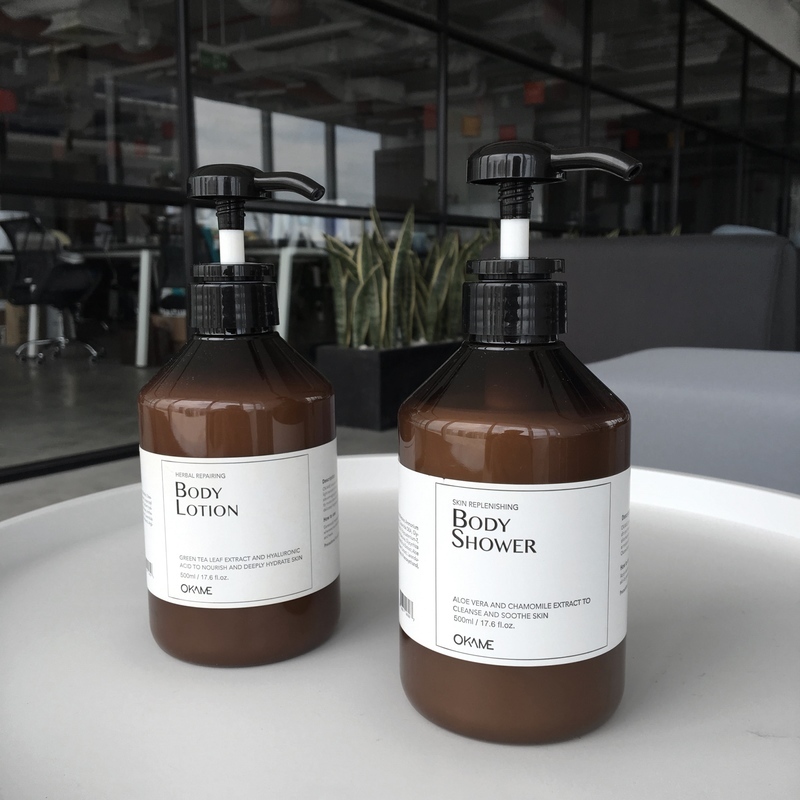 HERBAL REPAIRING
BODY
LOTION
GREEN TEA LEAF EXTRACT AND HYALURONIC
ACID TO NOURISH AND DEEPLY HYDRATE SKIN
500ml / 17.6 fl.oz.
OKAME
SKIN REPLENISHING
BODY
SHOWER
ALOE VERA AND CHAMOMILE EXTRACT TO
CLEANSE AND SOOTHE SKIN
500ml / 17.6 fl.oz.
OKAME